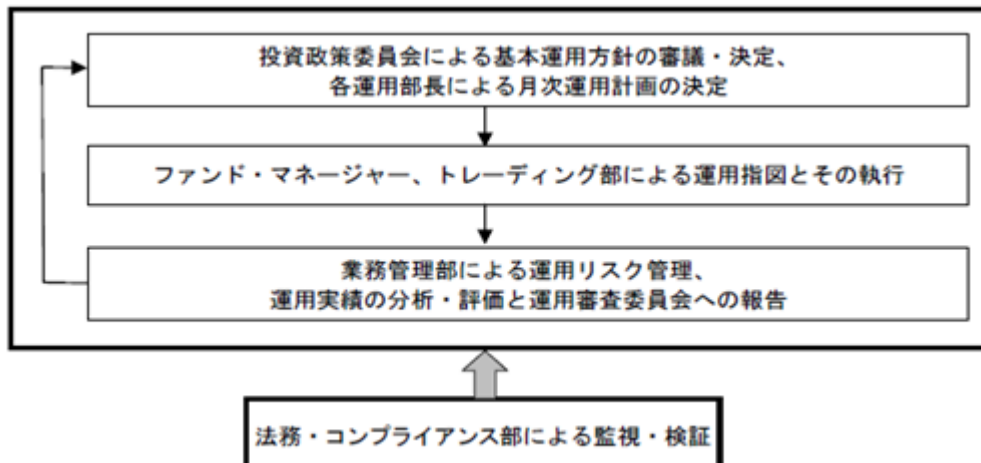 投資政策委員会による基本運用方針の審議・決定、
各運用部長による月次運用計画の決定
ファンド・マネージャー、トレーディング部による運用指図とその執行
業務管理部による運用リスク管理、
運用実績の分析・評価と運用審査委員会への報告
法務・コンプライアンス部による監視・検証